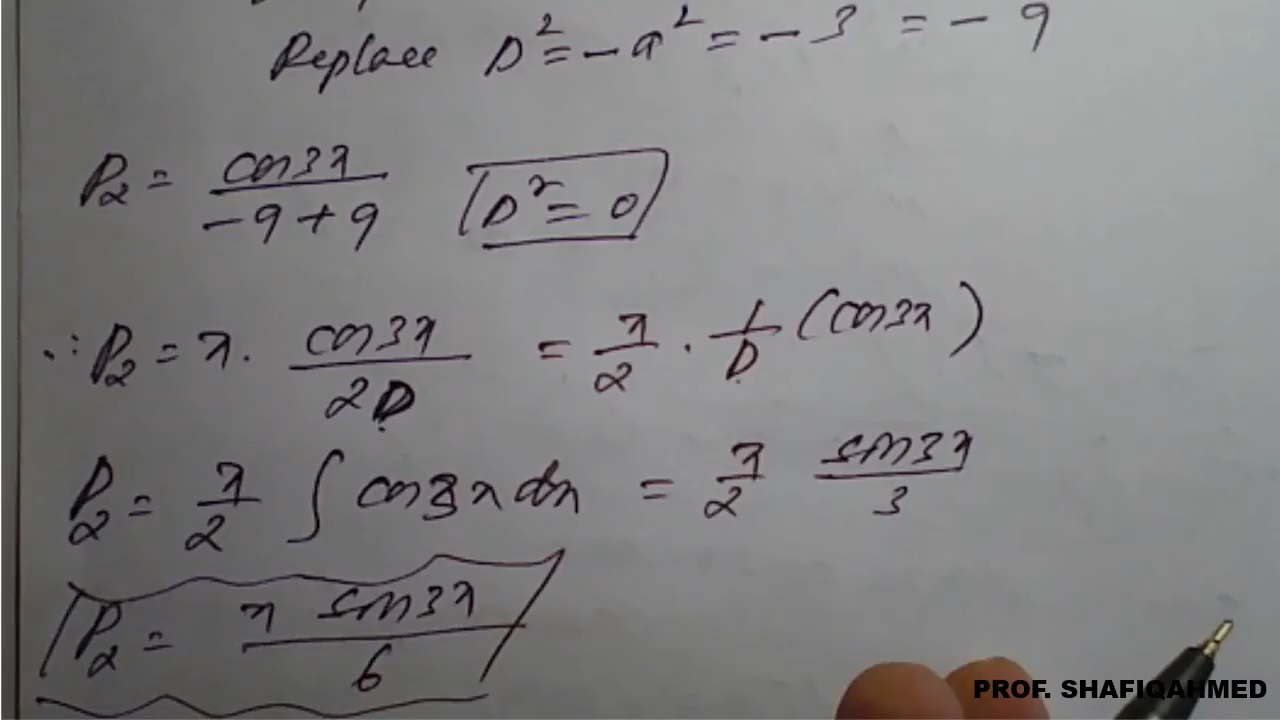 Replace D² = -a² = -3 = -9
P₂ = cos3x / -9+9 [D² = 0]
∴ P₂ = x. cos3x / 2D = x/2 . 1/D (cos3x)
P₂ = x/2 ∫ cos3x dx = x/2 sin3x / 3
P₂ = x sin3x / 6
PROF. SHAFIQAHMED